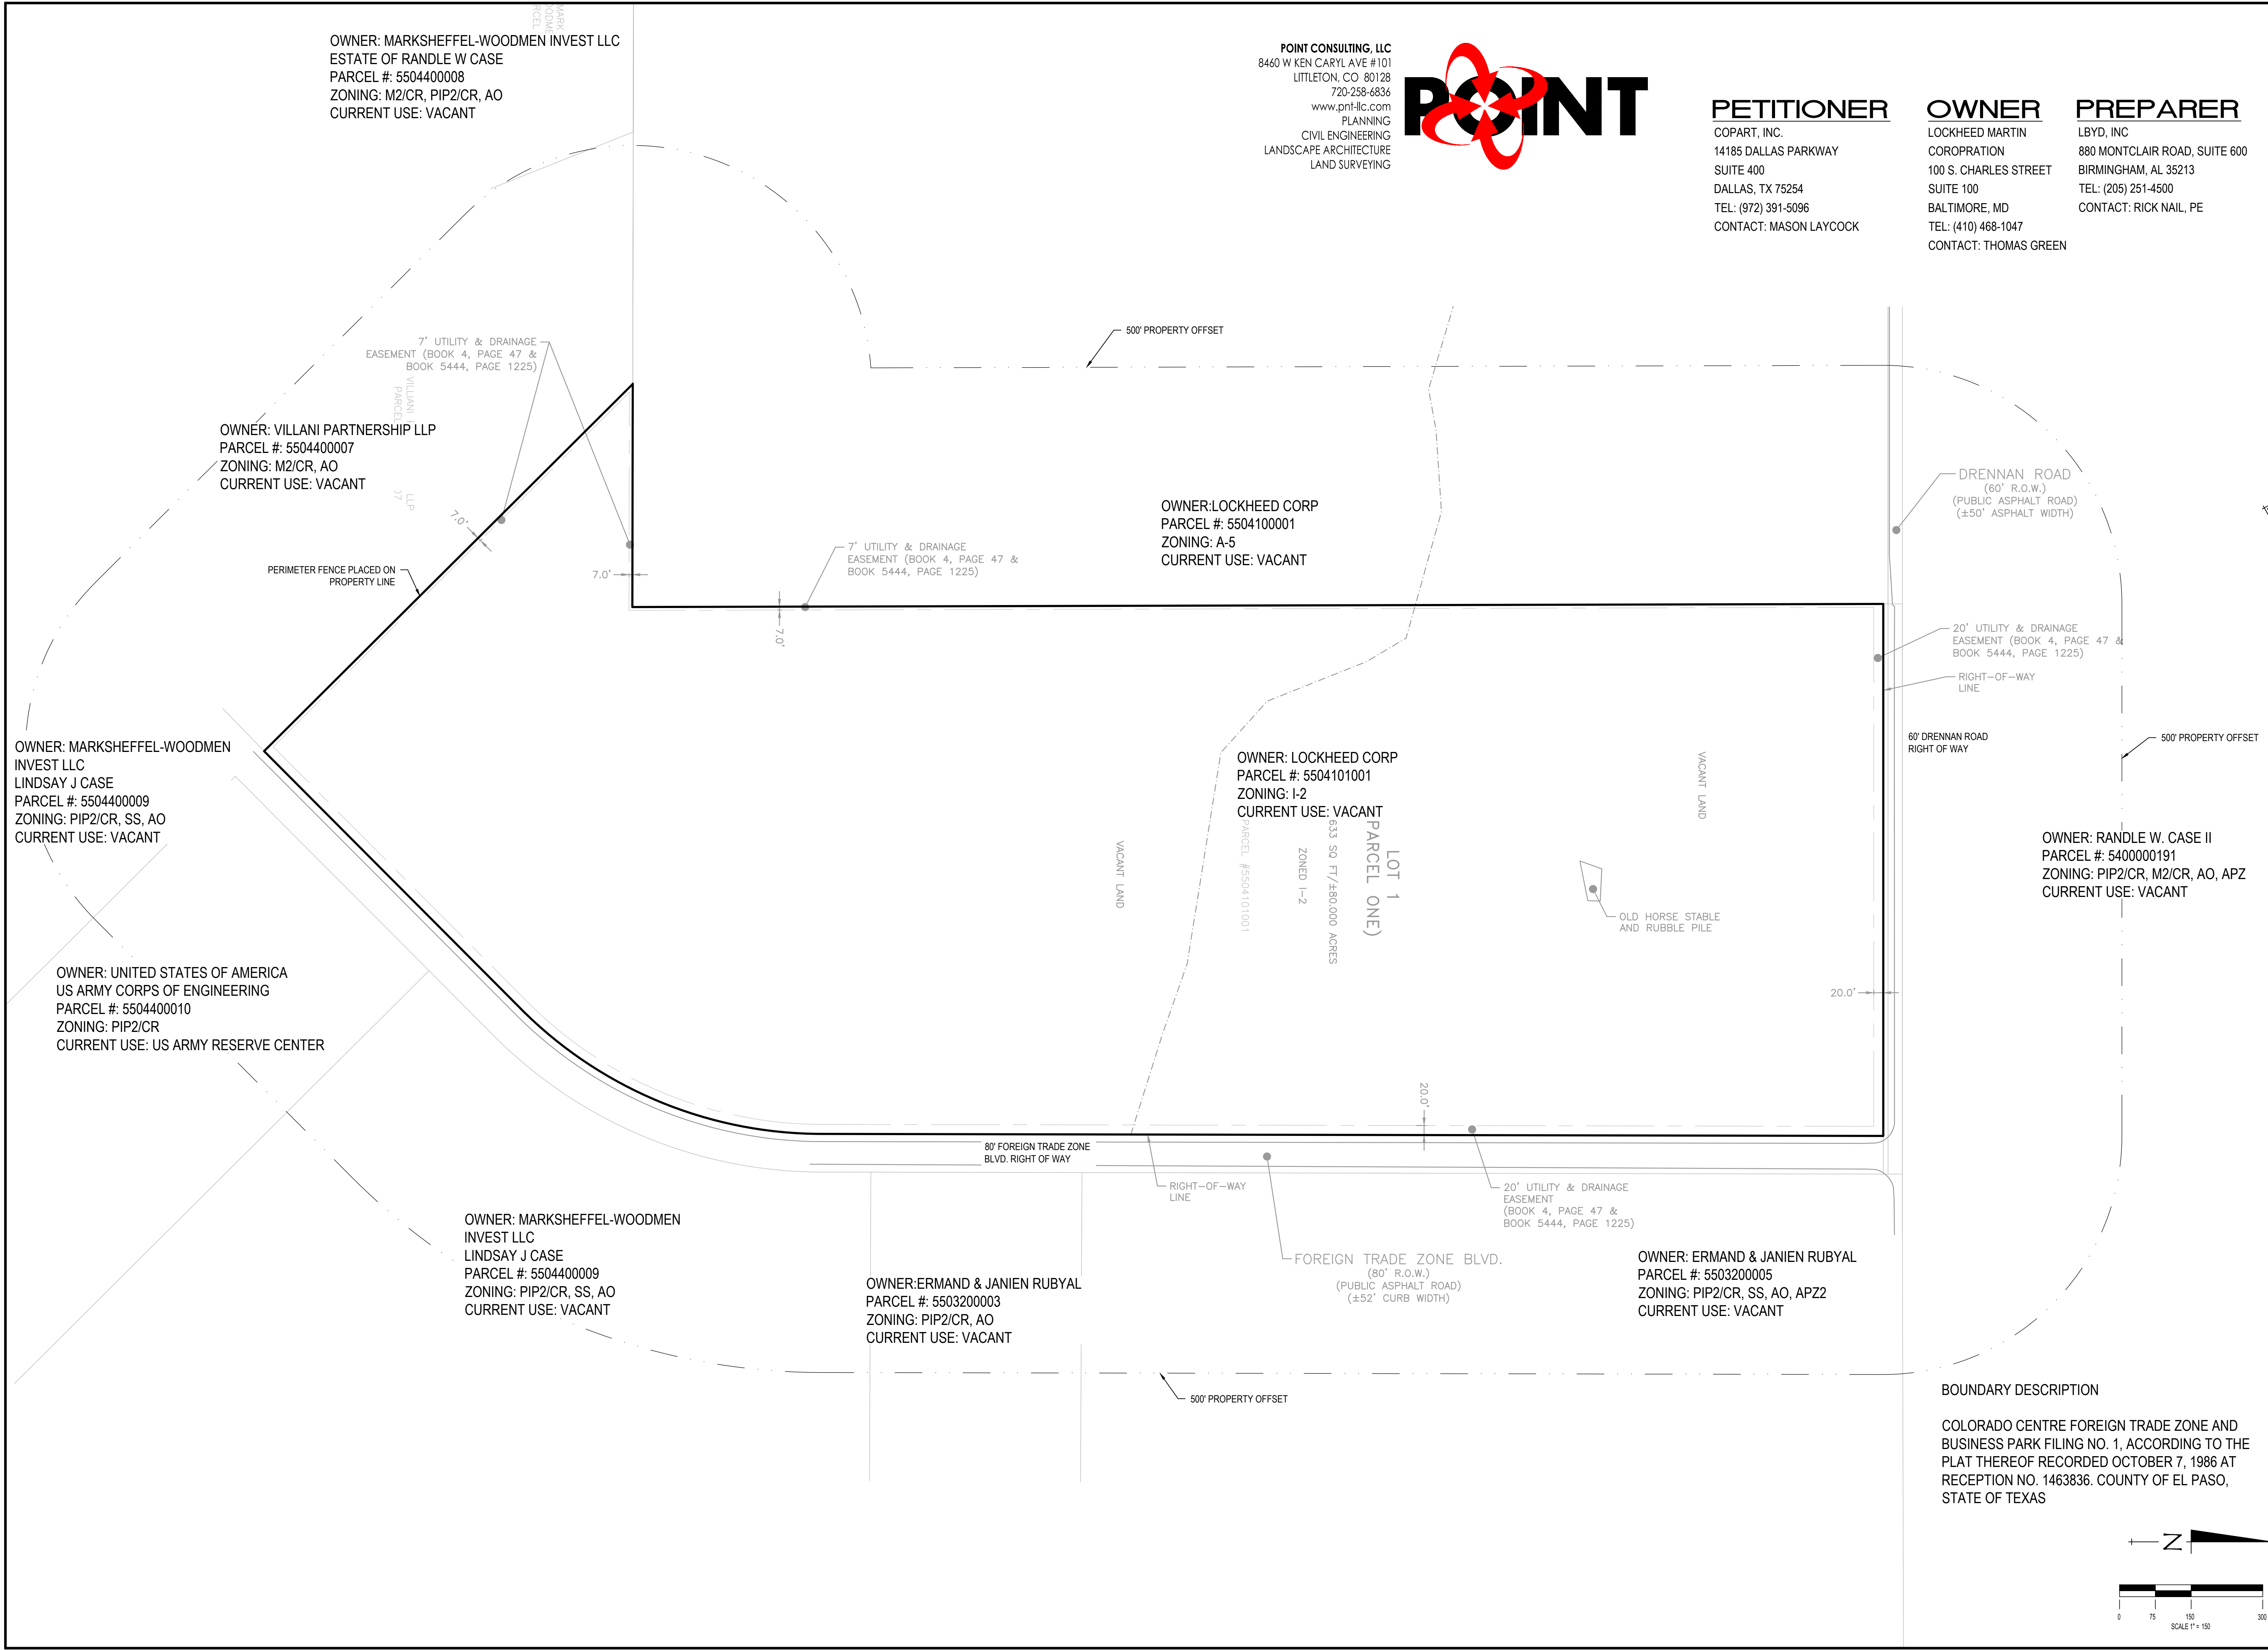 OWNER: MARKSHEFFEL-WOODMEN INVEST LLC
ESTATE OF RANDLE W CASE
PARCEL #: 5504400008
ZONING: M2/CR, PIP2/CR, AO
CURRENT USE: VACANT
POINT CONSULTING, LLC
8460 W KEN CARYL AVE #101
LITTLETON, CO 80128
720-258-6836
www.pnt-llc.com
PLANNING
CIVIL ENGINEERING
LANDSCAPE ARCHITECTURE
LAND SURVEYING
POINT
PETITIONER
COPART, INC.
14185 DALLAS PARKWAY
SUITE 400
DALLAS, TX 75254
TEL: (972) 391-5096
CONTACT: MASON LAYCOCK
OWNER
LOCKHEED MARTIN
COROPRATION
100 S. CHARLES STREET
SUITE 100
BALTIMORE, MD
TEL: (410) 468-1047
CONTACT: THOMAS GREEN
PREPARER
LBYD, INC
880 MONTCLAIR ROAD, SUITE 600
BIRMINGHAM, AL 35213
TEL: (205) 251-4500
CONTACT: RICK NAIL, PE
500' PROPERTY OFFSET
7' UTILITY & DRAINAGE
EASEMENT (BOOK 4, PAGE 47 &
BOOK 5444, PAGE 1225)
VILLIANI
PARCEL
LLP
OWNER: VILLANI PARTNERSHIP LLP
PARCEL #: 5504400007
ZONING: M2/CR, AO
CURRENT USE: VACANT
7.0'
PERIMETER FENCE PLACED ON
PROPERTY LINE
7.0'
7' UTILITY & DRAINAGE
EASEMENT (BOOK 4, PAGE 47 &
BOOK 5444, PAGE 1225)
7.0'
OWNER:LOCKHEED CORP
PARCEL #: 5504100001
ZONING: A-5
CURRENT USE: VACANT
DRENNAN ROAD
(60' R.O.W.)
(PUBLIC ASPHALT ROAD)
(±50' ASPHALT WIDTH)
20' UTILITY & DRAINAGE
EASEMENT (BOOK 4, PAGE 47 &
BOOK 5444, PAGE 1225)
RIGHT-OF-WAY
LINE
60' DRENNAN ROAD
RIGHT OF WAY
500' PROPERTY OFFSET
OWNER: MARKSHEFFEL-WOODMEN
INVEST LLC
LINDSAY J CASE
PARCEL #: 5504400009
ZONING: PIP2/CR, SS, AO
CURRENT USE: VACANT
OWNER: LOCKHEED CORP
PARCEL #: 5504101001
ZONING: I-2
CURRENT USE: VACANT
VACANT LAND
VACANT LAND
LOT 1
PARCEL ONE)
633 SQ FT/±80.000 ACRES
ZONED I-2
PARCEL #5504101001
OLD HORSE STABLE
AND RUBBLE PILE
OWNER: RANDLE W. CASE II
PARCEL #: 5400000191
ZONING: PIP2/CR, M2/CR, AO, APZ
CURRENT USE: VACANT
OWNER: UNITED STATES OF AMERICA
US ARMY CORPS OF ENGINEERING
PARCEL #: 5504400010
ZONING: PIP2/CR
CURRENT USE: US ARMY RESERVE CENTER
20.0'
20.0'
80' FOREIGN TRADE ZONE
BLVD. RIGHT OF WAY
RIGHT-OF-WAY
LINE
20' UTILITY & DRAINAGE
EASEMENT
(BOOK 4, PAGE 47 &
BOOK 5444, PAGE 1225)
FOREIGN TRADE ZONE BLVD.
(80' R.O.W.)
(PUBLIC ASPHALT ROAD)
(±52' CURB WIDTH)
OWNER: MARKSHEFFEL-WOODMEN
INVEST LLC
LINDSAY J CASE
PARCEL #: 5504400009
ZONING: PIP2/CR, SS, AO
CURRENT USE: VACANT
OWNER:ERMAND & JANIEN RUBYAL
PARCEL #: 5503200003
ZONING: PIP2/CR, AO
CURRENT USE: VACANT
OWNER: ERMAND & JANIEN RUBYAL
PARCEL #: 5503200005
ZONING: PIP2/CR, SS, AO, APZ2
CURRENT USE: VACANT
500' PROPERTY OFFSET
BOUNDARY DESCRIPTION
COLORADO CENTRE FOREIGN TRADE ZONE AND
BUSINESS PARK FILING NO. 1, ACCORDING TO THE
PLAT THEREOF RECORDED OCTOBER 7, 1986 AT
RECEPTION NO. 1463836. COUNTY OF EL PASO,
STATE OF TEXAS
N
0 75 150 300
SCALE 1" = 150